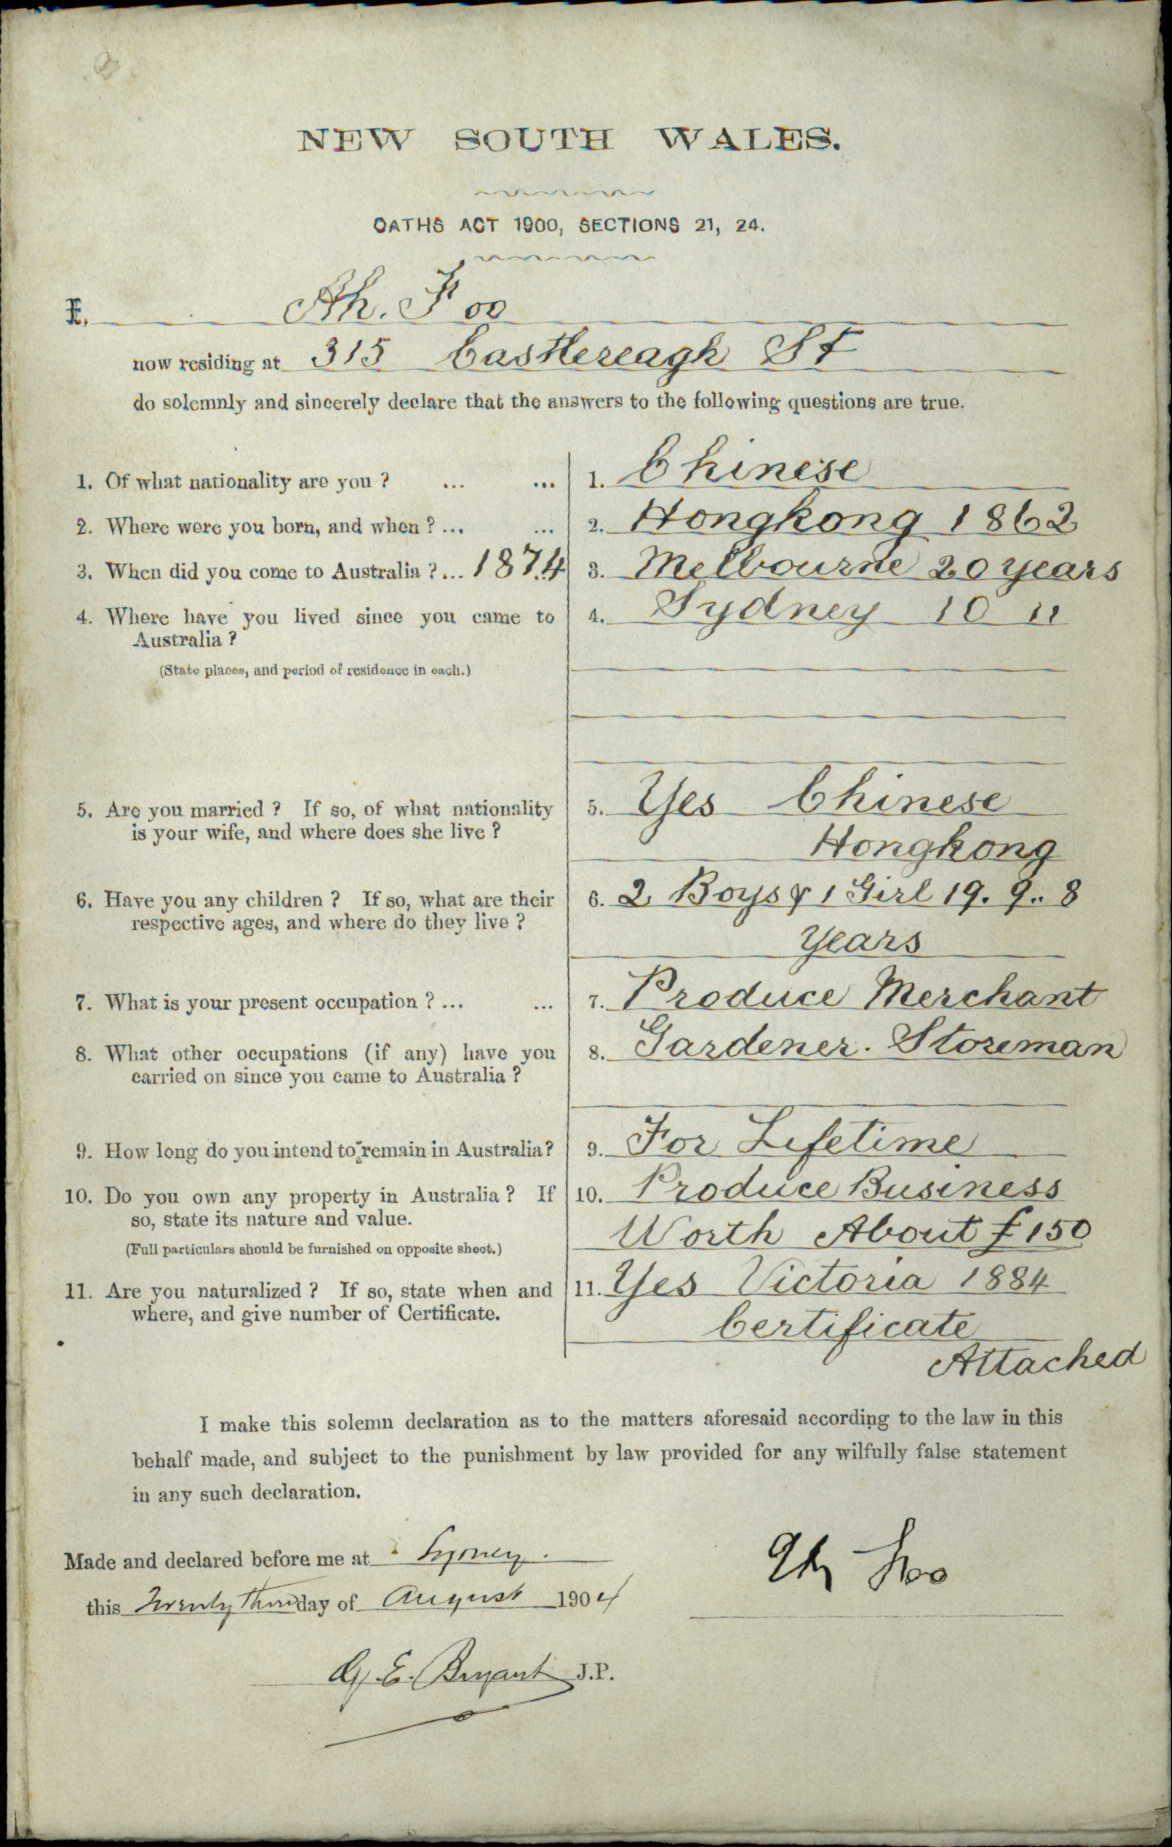 NEW SOUTH WALES.
OATHS ACT 1900, SECTIONS 21, 24.
I, Ah. Foo
now residing at 315 Castlereagh St
do solemnly and sincerely declare that the answers to the following questions are true.
1. Of what nationality are you ? ... ... 1. Chinese
2. Where were you born, and when ? ... ... 2. Hongkong 1862
3. When did you come to Australia ? ... 1874 3. Melbourne 20 years
4. Where have you lived since you came to 4. Sydney 10 "
Australia ?
(State places, and period of residence in each.)
5. Are you married ? If so, of what nationality 5. Yes Chinese
is your wife, and where does she live ?
Hongkong
6. Have you any children ? If so, what are their 6. 2 Boys & 1 Girl 19. 9.. 8
respective ages, and where do they live ?
years
7. What is your present occupation ? ... ... 7. Produce Merchant
8. What other occupations (if any) have you 8. Gardener. Storeman
carried on since you came to Australia ?
9. How long do you intend to remain in Australia? 9. For Lifetime
10. Do you own any property in Australia ? If 10. Produce Business
so, state its nature and value.
Worth About £150
(Full particulars should be furnished on opposite sheet.)
11. Are you naturalized ? If so, state when and 11. Yes Victoria 1884
where, and give number of Certificate.
Certificate
Attached
I make this solemn declaration as to the matters aforesaid according to the law in this
behalf made, and subject to the punishment by law provided for any wilfully false statement
in any such declaration.
Made and declared before me at Sydney.
Ah Foo
this Twenty third day of August 1904
G. E. Bryant J.P.